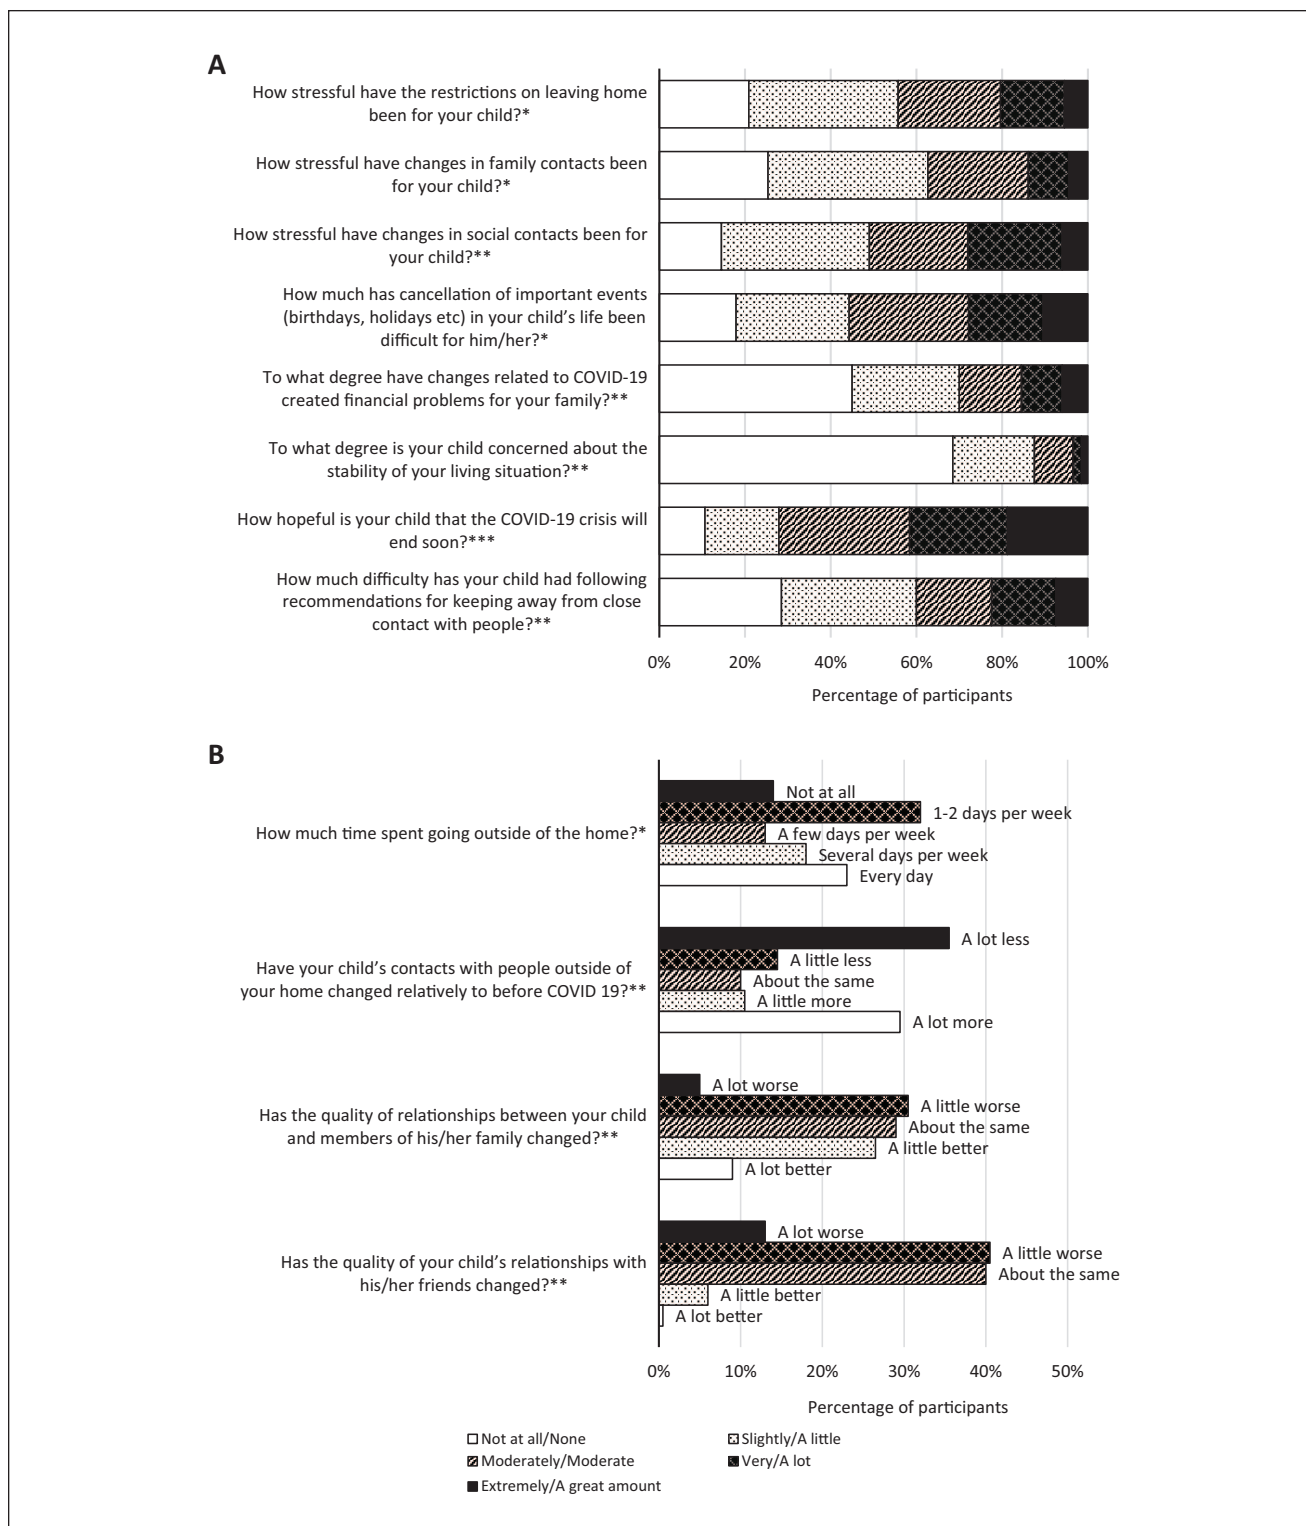 A
How stressful have the restrictions on leaving home
been for your child?*
How stressful have changes in family contacts been
for your child?*
How stressful have changes in social contacts been for
your child?**
How much has cancellation of important events
(birthdays, holidays etc) in your child’s life been
difficult for him/her?*
To what degree have changes related to COVID-19
created financial problems for your family?**
To what degree is your child concerned about the
stability of your living situation?**
How hopeful is your child that the COVID-19 crisis will
end soon?***
How much difficulty has your child had following
recommendations for keeping away from close
contact with people?**
0% 20% 40% 60% 80% 100%
Percentage of participants
B
How much time spent going outside of the home?*
Not at all
1-2 days per week
A few days per week
Several days per week
Every day
Have your child’s contacts with people outside of
your home changed relatively to before COVID 19?**
A lot less
A little less
About the same
A little more
A lot more
Has the quality of relationships between your child
and members of his/her family changed?**
A lot worse
A little worse
About the same
A little better
A lot better
Has the quality of your child’s relationships with
his/her friends changed?**
A lot worse
A little worse
About the same
A little better
A lot better
0% 10% 20% 30% 40% 50%
Percentage of participants
Not at all/None Slightly/A little
Moderately/Moderate Very/A lot
Extremely/A great amount